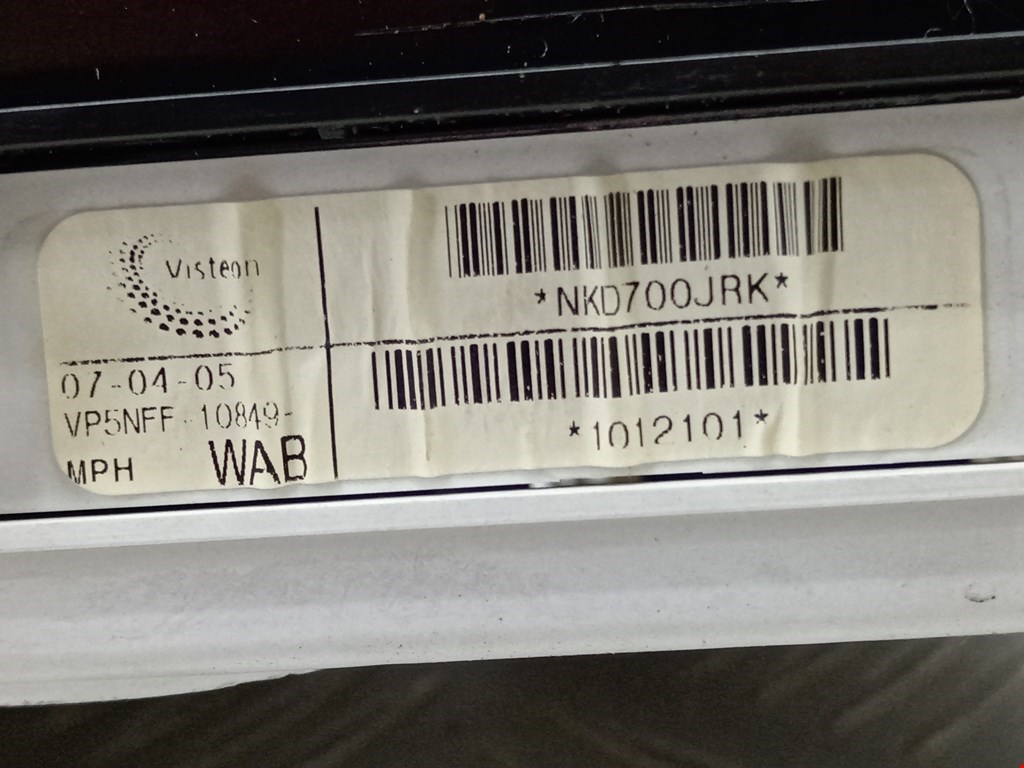 Visteon
07-04-05
VP5NFF-10849-
MPH WAB
*NKD700JRK*
*1012101*